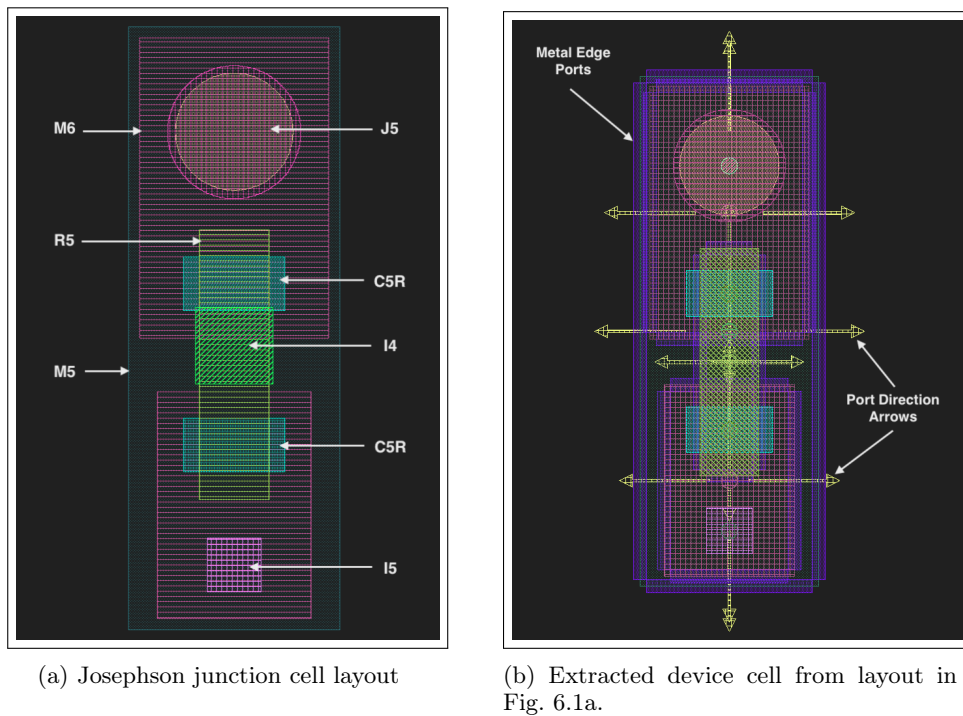 M6
J5
R5
C5R
I4
M5
C5R
I5
Metal Edge
Ports
Port Direction
Arrows
(a) Josephson junction cell layout
(b) Extracted device cell from layout in
Fig. 6.1a.